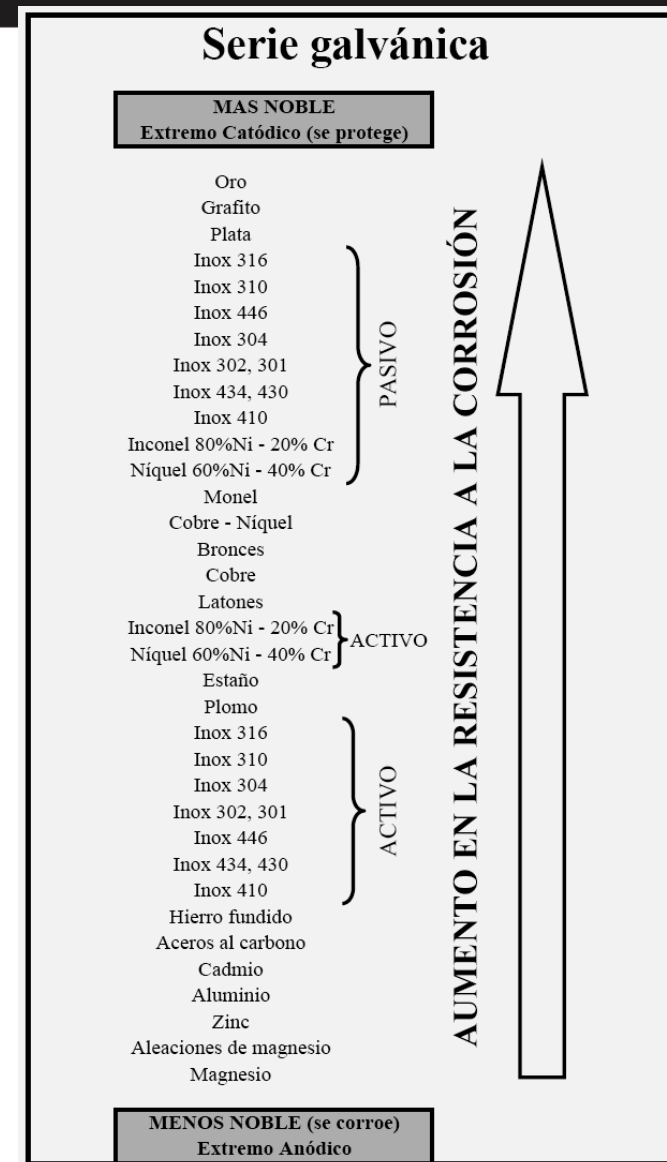 Serie galvánica
MAS NOBLE
Extremo Catódico (se protege)
Oro
Grafito
Plata
Inox 316
Inox 310
Inox 446
Inox 304
Inox 302, 301
Inox 434, 430
Inox 410
Inconel 80%Ni - 20% Cr
Níquel 60%Ni - 40% Cr
PASIVO
Monel
Cobre - Níquel
Bronces
Cobre
Latones
Inconel 80%Ni - 20% Cr
Níquel 60%Ni - 40% Cr
ACTIVO
Estaño
Plomo
Inox 316
Inox 310
Inox 304
Inox 302, 301
Inox 446
Inox 434, 430
Inox 410
ACTIVO
Hierro fundido
Aceros al carbono
Cadmio
Aluminio
Zinc
Aleaciones de magnesio
Magnesio
AUMENTO EN LA RESISTENCIA A LA CORROSIÓN
MENOS NOBLE (se corroe)
Extremo Anódico